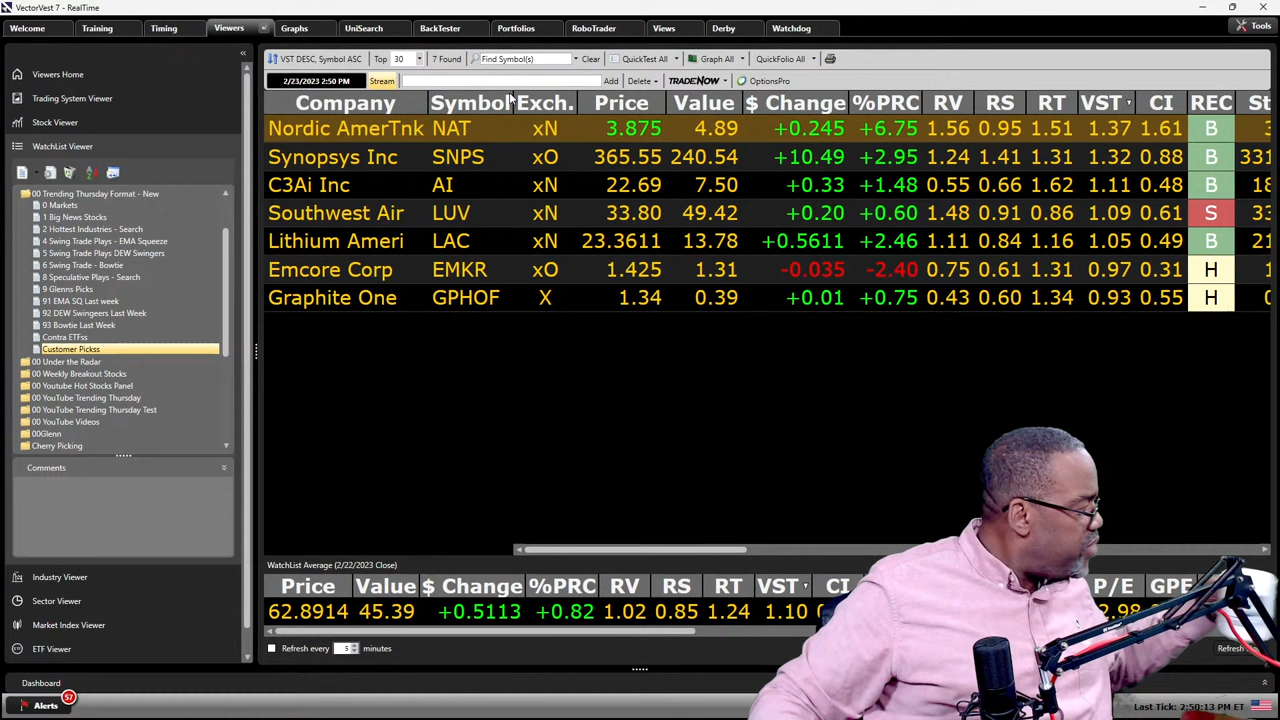 VectorVest 7 - RealTime
Welcome Training Timing Viewers Graphs UniSearch BackTester Portfolios RoboTrader Views Derby Watchdog Tools
VST DESC, Symbol ASC Top 30 7 Found Find Symbol(s) Clear QuickTest All Graph All QuickFolio All
2/23/2023 2:50 PM Stream Add Delete TRADENOW OptionsPro
Viewers Home
Trading System Viewer
Stock Viewer
WatchList Viewer
00 Trending Thursday Format - New
0 Markets
1 Big News Stocks
2 Hottest Industries - Search
4 Swing Trade Plays - EMA Squeeze
5 Swing Trade Plays DEW Swingers
6 Swing Trade - Bowtie
8 Speculative Plays - Search
9 Glenns Picks
91 EMA SQ Last week
92 DEW Swingers Last Week
93 Bowtie Last Week
Contra ETFss
Customer Pickss
00 Under the Radar
00 Weekly Breakout Stocks
00 Youtube Hot Stocks Panel
00 YouTube Trending Thursday
00 YouTube Trending Thursday Test
00 YouTube Videos
00Glenn
Cherry Picking
Comments
Industry Viewer
Sector Viewer
Market Index Viewer
ETF Viewer
Company Symbol Exch. Price Value $ Change %PRC RV RS RT VST CI REC St
Nordic AmerTnk NAT xN 3.875 4.89 +0.245 +6.75 1.56 0.95 1.51 1.37 1.61 B
Synopsys Inc SNPS xO 365.55 240.54 +10.49 +2.95 1.24 1.41 1.31 1.32 0.88 B 331
C3Ai Inc AI xN 22.69 7.50 +0.33 +1.48 0.55 0.66 1.62 1.11 0.48 B 18
Southwest Air LUV xN 33.80 49.42 +0.20 +0.60 1.48 0.91 0.86 1.09 0.61 S 33
Lithium Ameri LAC xN 23.3611 13.78 +0.5611 +2.46 1.11 0.84 1.16 1.05 0.49 B 21
Emcore Corp EMKR xO 1.425 1.31 -0.035 -2.40 0.75 0.61 1.31 0.97 0.31 H
Graphite One GPHOF X 1.34 0.39 +0.01 +0.75 0.43 0.60 1.34 0.93 0.55 H
WatchList Average (2/22/2023 Close)
Price Value $ Change %PRC RV RS RT VST CI P/E GPE
62.8914 45.39 +0.5113 +0.82 1.02 0.85 1.24 1.10 2.98
Refresh every 5 minutes Refresh
Dashboard
Alerts 57 Last Tick: 2:50:13 PM ET